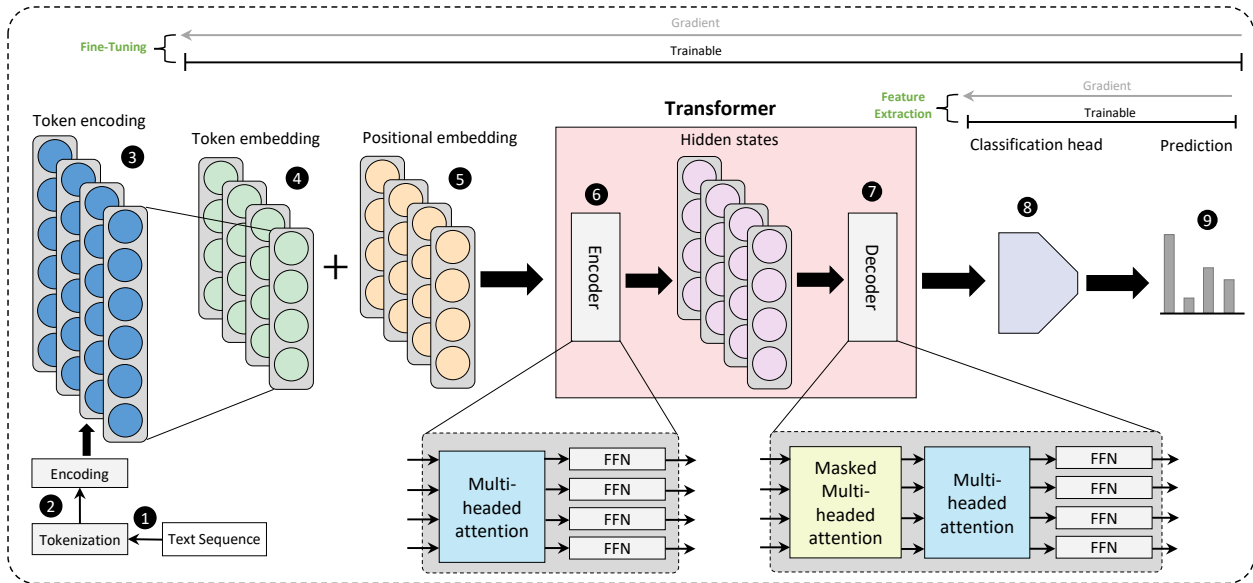 Gradient
Fine-Tuning
Trainable
Gradient
Feature
Extraction
Trainable
Transformer
Token encoding
Token embedding
Positional embedding
Hidden states
Classification head
Prediction
3
4
5
6
7
8
9
Encoder
Decoder
Encoding
2
1
Tokenization
Text Sequence
Multi-
headed
attention
FFN
FFN
FFN
FFN
Masked
Multi-
headed
attention
Multi-
headed
attention
FFN
FFN
FFN
FFN